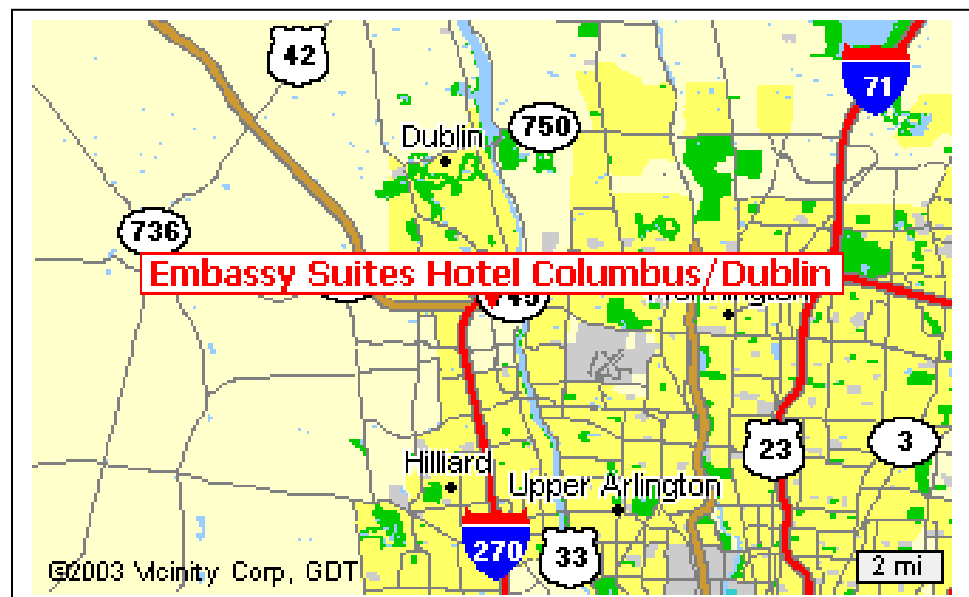 42
71
750
Dublin
736
Embassy Suites Hotel Columbus/Dublin
Worthington
23
3
Hilliard
Upper Arlington
270
33
©2003 Vicinity Corp, GDT
2 mi